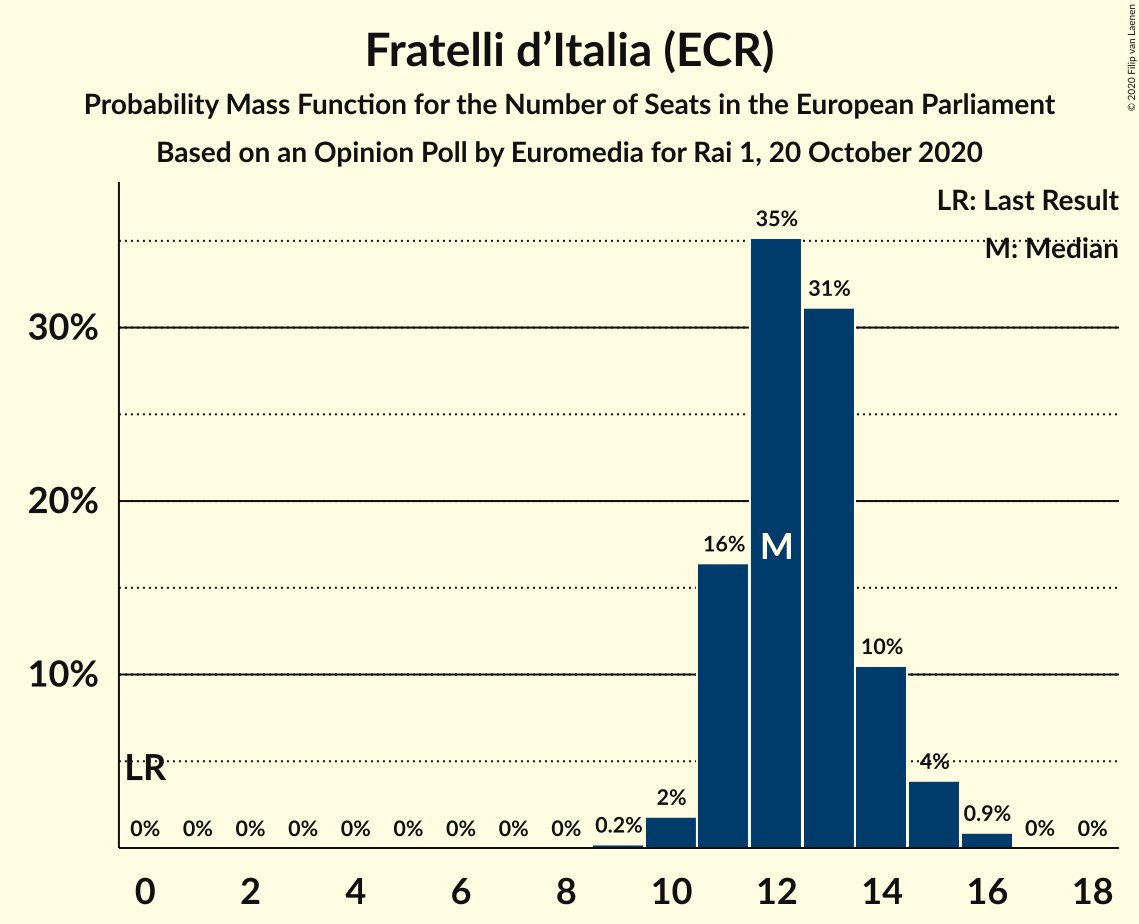 Fratelli d’Italia (ECR)
Probability Mass Function for the Number of Seats in the European Parliament
Based on an Opinion Poll by Euromedia for Rai 1, 20 October 2020
© 2020 Filip van Laenen
LR: Last Result
M: Median
35%
31%
30%
20%
16%
M
10%
10%
LR
4%
2%
0% 0% 0% 0% 0% 0% 0% 0% 0% 0.2% 0.9% 0% 0%
0 2 4 6 8 10 12 14 16 18